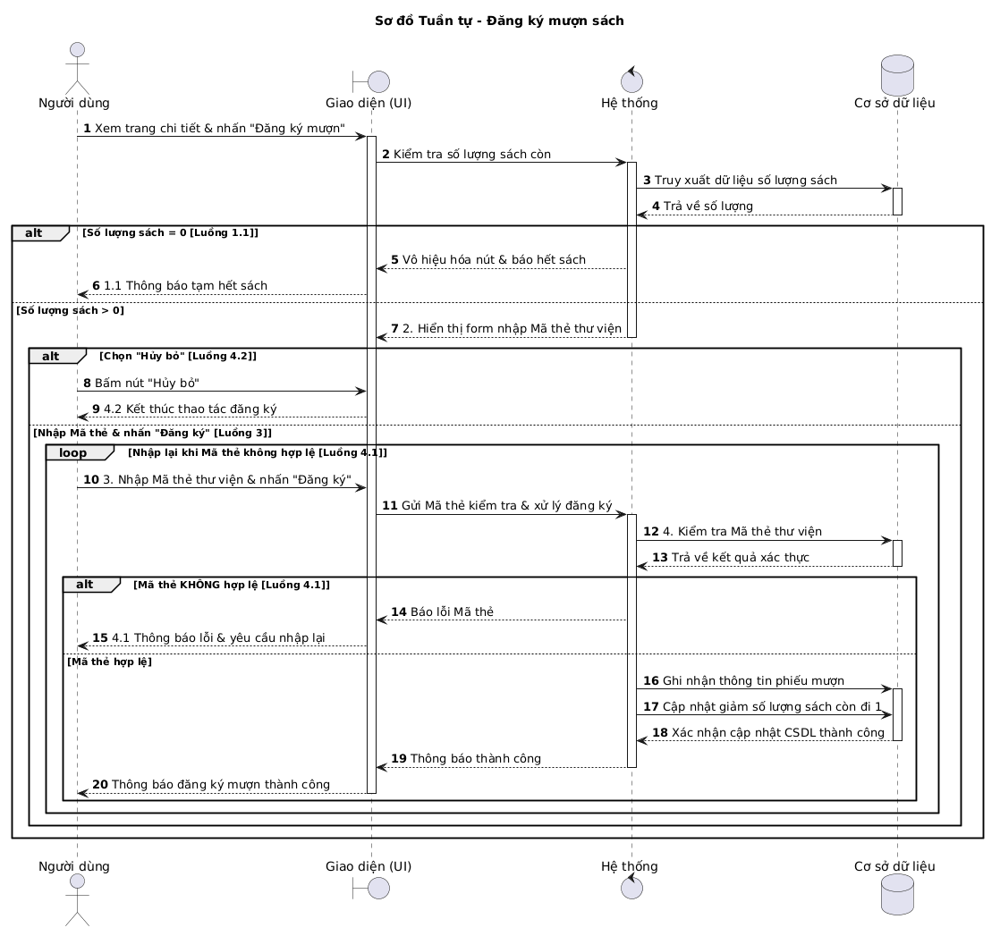 Sơ đồ Tuần tự - Đăng ký mượn sách
Người dùng
Giao diện (UI)
Hệ thống
Cơ sở dữ liệu
1 Xem trang chi tiết & nhấn "Đăng ký mượn"
2 Kiểm tra số lượng sách còn
3 Truy xuất dữ liệu số lượng sách
4 Trả về số lượng
alt [Số lượng sách = 0 [Luồng 1.1]]
5 Vô hiệu hóa nút & báo hết sách
6 1.1 Thông báo tạm hết sách
[Số lượng sách > 0]
7 2. Hiển thị form nhập Mã thẻ thư viện
alt [Chọn "Hủy bỏ" [Luồng 4.2]]
8 Bấm nút "Hủy bỏ"
9 4.2 Kết thúc thao tác đăng ký
[Nhập Mã thẻ & nhấn "Đăng ký" [Luồng 3]]
loop [Nhập lại khi Mã thẻ không hợp lệ [Luồng 4.1]]
10 3. Nhập Mã thẻ thư viện & nhấn "Đăng ký"
11 Gửi Mã thẻ kiểm tra & xử lý đăng ký
12 4. Kiểm tra Mã thẻ thư viện
13 Trả về kết quả xác thực
alt [Mã thẻ KHÔNG hợp lệ [Luồng 4.1]]
14 Báo lỗi Mã thẻ
15 4.1 Thông báo lỗi & yêu cầu nhập lại
[Mã thẻ hợp lệ]
16 Ghi nhận thông tin phiếu mượn
17 Cập nhật giảm số lượng sách còn đi 1
18 Xác nhận cập nhật CSDL thành công
19 Thông báo thành công
20 Thông báo đăng ký mượn thành công
Người dùng
Giao diện (UI)
Hệ thống
Cơ sở dữ liệu